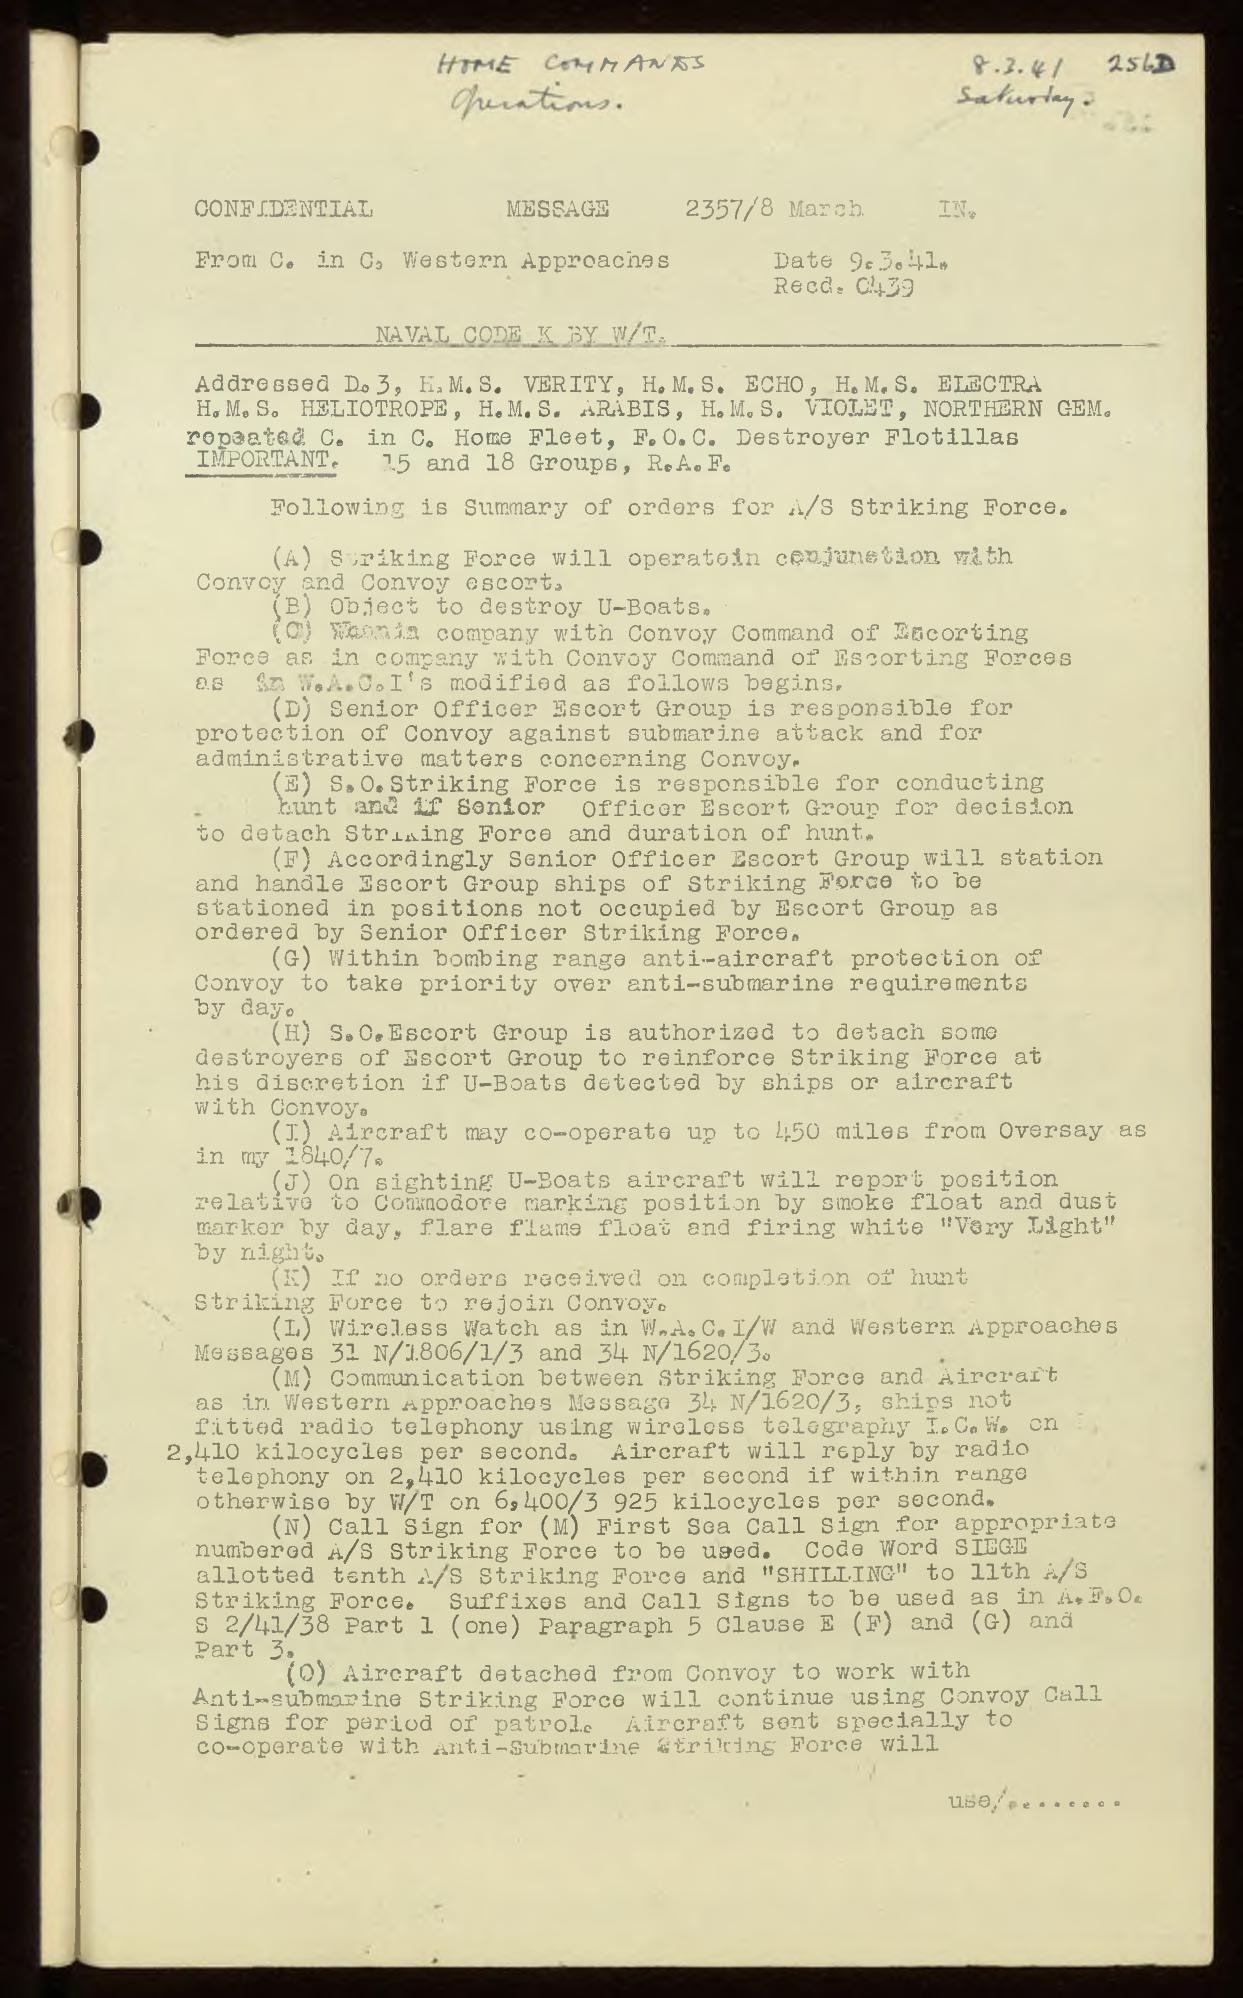 HOME COMMANDS 8.3.41 256D
Operations. Saturday.
CONFIDENTIAL MESSAGE 2357/8 March IN.
From C. in C. Western Approaches Date 9.3.41.
Recd. 0439
NAVAL CODE K BY W/T.
Addressed D.3, H.M.S. VERITY, H.M.S. ECHO, H.M.S. ELECTRA
H.M.S. HELIOTROPE, H.M.S. ARABIS, H.M.S. VIOLET, NORTHERN GEM.
repeated C. in C. Home Fleet, F.O.C. Destroyer Flotillas
IMPORTANT. 15 and 18 Groups, R.A.F.
Following is Summary of orders for A/S Striking Force.
(A) Striking Force will operatein conjunction with
Convoy and Convoy escort.
(B) Object to destroy U-Boats.
(C) company with Convoy Command of Escorting
Force as in company with Convoy Command of Escorting Forces
as in W.A.C.I's modified as follows begins.
(D) Senior Officer Escort Group is responsible for
protection of Convoy against submarine attack and for
administrative matters concerning Convoy.
(E) S.O.Striking Force is responsible for conducting
hunt and if Senior Officer Escort Group for decision
to detach Striking Force and duration of hunt.
(F) Accordingly Senior Officer Escort Group will station
and handle Escort Group ships of Striking Force to be
stationed in positions not occupied by Escort Group as
ordered by Senior Officer Striking Force.
(G) Within bombing range anti-aircraft protection of
Convoy to take priority over anti-submarine requirements
by day.
(H) S.O.Escort Group is authorized to detach some
destroyers of Escort Group to reinforce Striking Force at
his discretion if U-Boats detected by ships or aircraft
with Convoy.
(I) Aircraft may co-operate up to 450 miles from Oversay as
in my 1840/7.
(J) On sighting U-Boats aircraft will report position
relative to Commodore marking position by smoke float and dust
marker by day, flare flame float and firing white "Very Light"
by night.
(K) If no orders received on completion of hunt
Striking Force to rejoin Convoy.
(L) Wireless Watch as in W.A.C.I/W and Western Approaches
Messages 31 N/1806/1/3 and 34 N/1620/3.
(M) Communication between Striking Force and Aircraft
as in Western Approaches Message 34 N/1620/3, ships not
fitted radio telephony using wireless telegraphy I.C.W. on
2,410 kilocycles per second. Aircraft will reply by radio
telephony on 2,410 kilocycles per second if within range
otherwise by W/T on 6,400/3 925 kilocycles per second.
(N) Call Sign for (M) First Sea Call Sign for appropriate
numbered A/S Striking Force to be used. Code Word SIEGE
allotted tenth A/S Striking Force and "SHILLING" to 11th A/S
Striking Force. Suffixes and Call Signs to be used as in A.F.O.
S 2/41/38 Part 1 (one) Paragraph 5 Clause E (F) and (G) and
Part 3.
(O) Aircraft detached from Convoy to work with
Anti-submarine Striking Force will continue using Convoy Call
Signs for period of patrol. Aircraft sent specially to
co-operate with Anti-Submarine Striking Force will
use/........